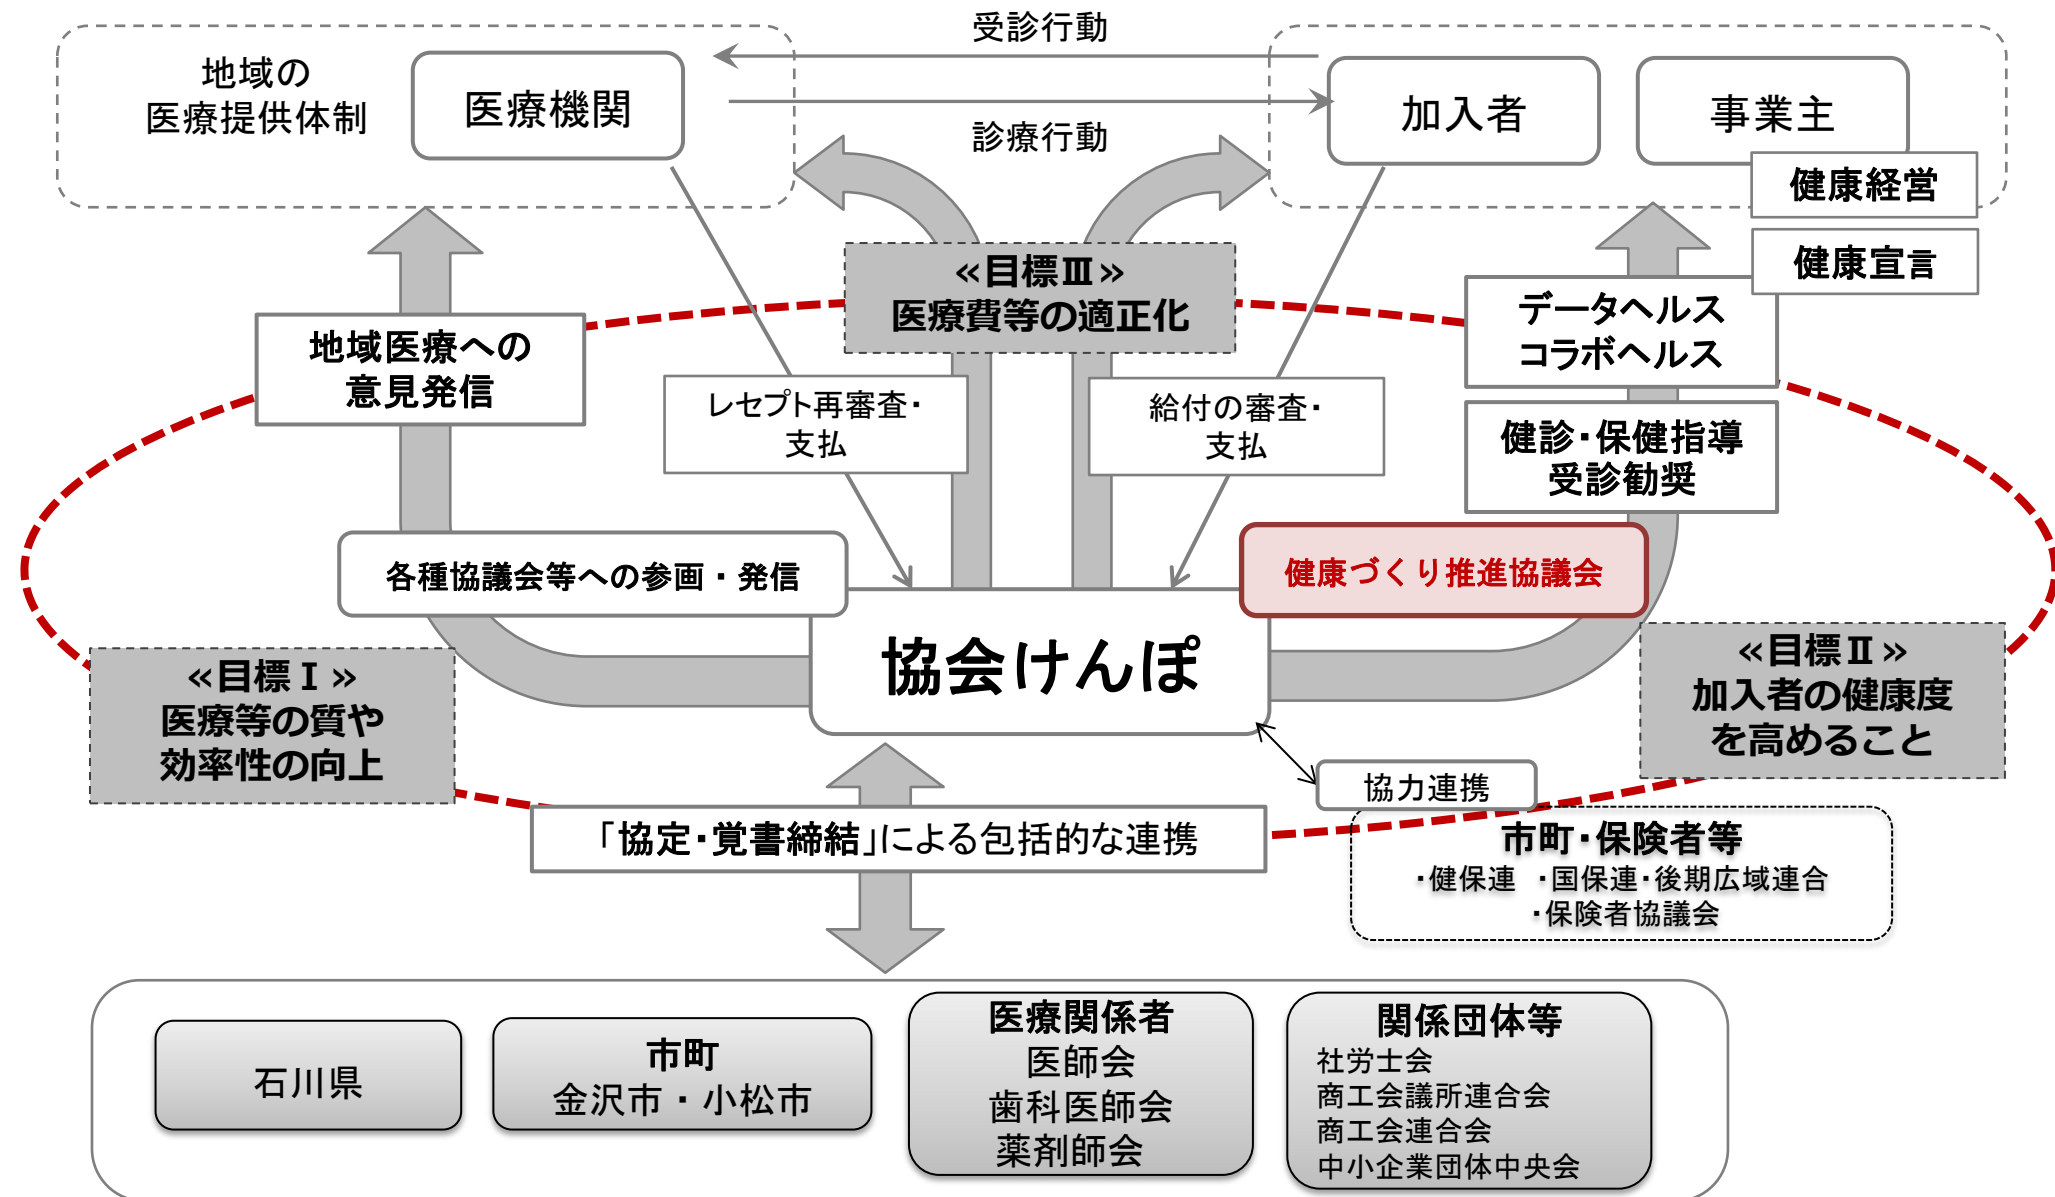 受診行動
地域の
医療提供体制
医療機関
加入者
事業主
診療行動
健康経営
健康宣言
≪目標Ⅲ≫
医療費等の適正化
データヘルス
コラボヘルス
地域医療への
意見発信
レセプト再審査・
支払
給付の審査・
支払
健診・保健指導
受診勧奨
各種協議会等への参画・発信
健康づくり推進協議会
協会けんぽ
≪目標Ⅰ≫
医療等の質や
効率性の向上
≪目標Ⅱ≫
加入者の健康度
を高めること
協力連携
「協定・覚書締結」による包括的な連携
市町・保険者等
・健保連 ・国保連・後期広域連合
・保険者協議会
石川県
市町
金沢市・小松市
医療関係者
医師会
歯科医師会
薬剤師会
関係団体等
社労士会
商工会議所連合会
商工会連合会
中小企業団体中央会